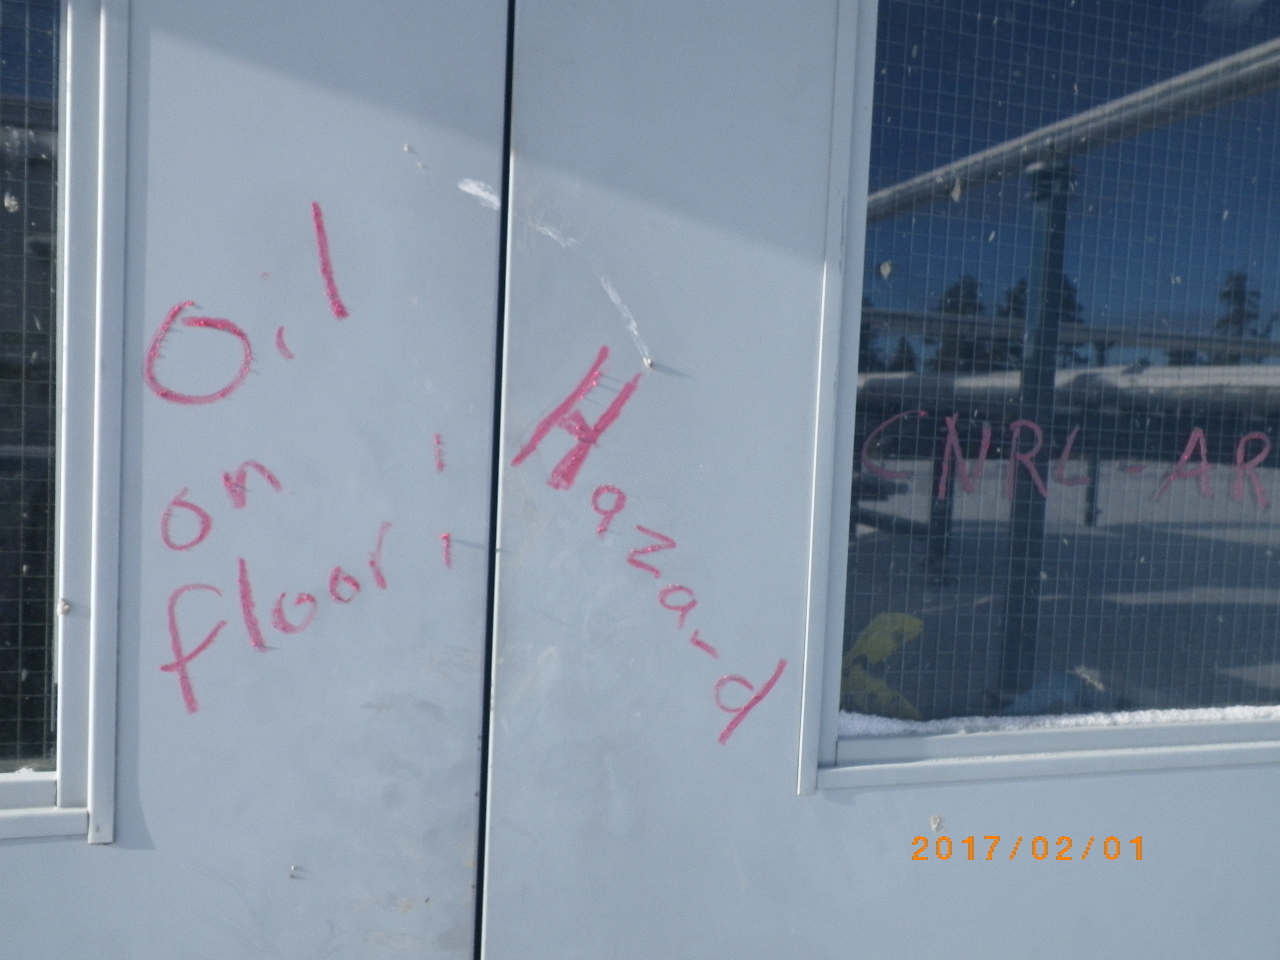 Oil
on
floor!
Hazard
CNRL-AR
2017/02/01